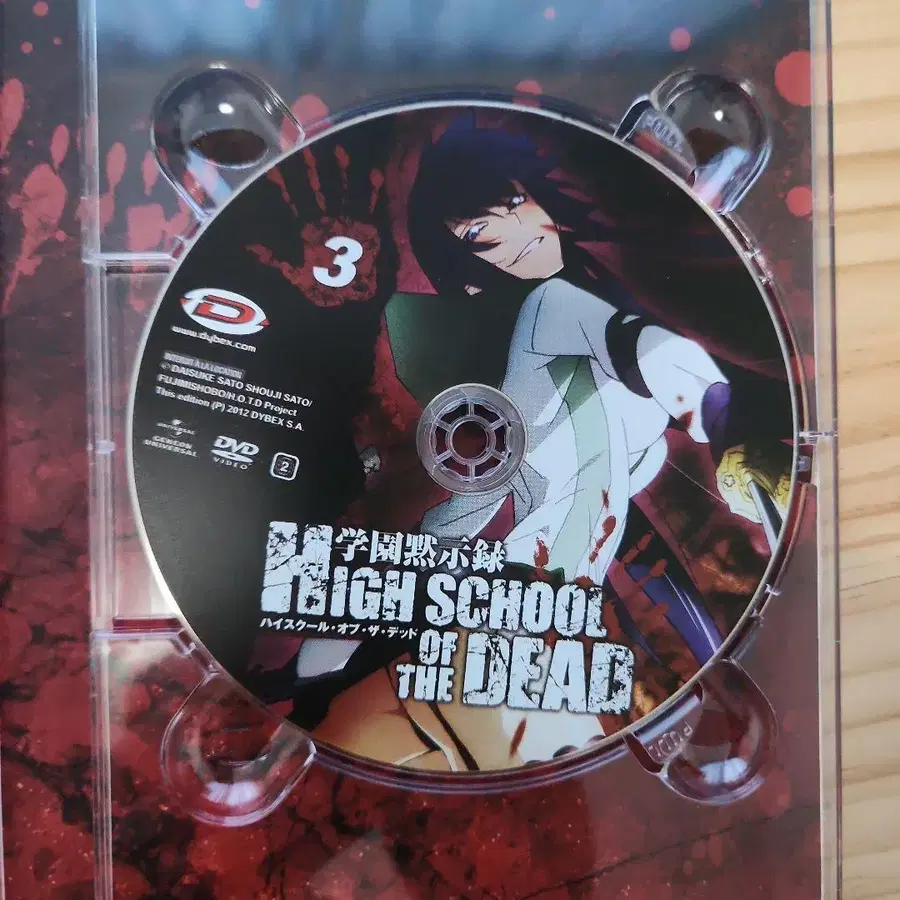 3
D
www.dybex.com
INTERDIT À LA LOCATION
© DAISUKE SATO SHOUJI SATO/
FUJIMISHOBO/H.O.T.D Project
This edition (P) 2012 DYBEX S.A.
UNIVERSAL
GENEON
UNIVERSAL
DVD
VIDEO
2
学園黙示録
HIGH SCHOOL
ハイスクール・オブ・ザ・デッド
OF
THE DEAD